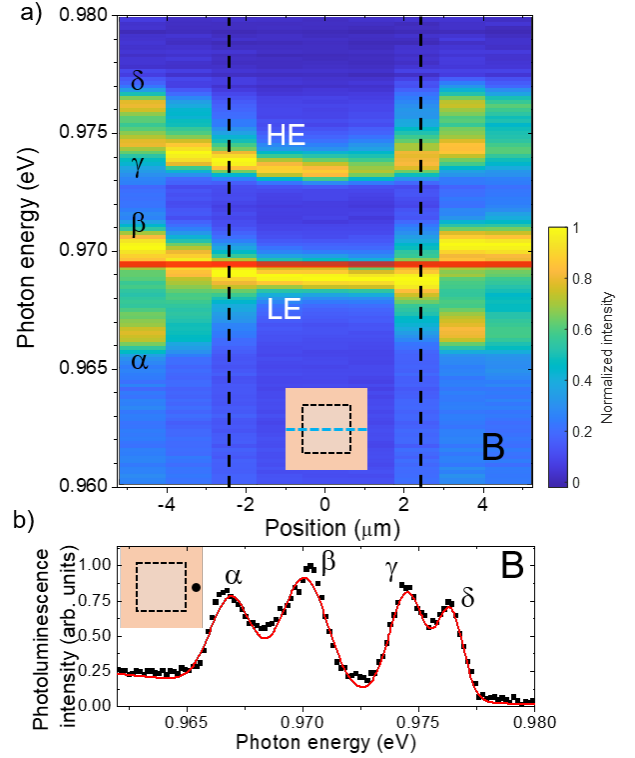 a)
0.980
0.975
0.970
0.965
0.960
Photon energy (eV)
δ
γ
β
α
HE
LE
B
-4
-2
0
2
4
Position (μm)
1
0.8
0.6
0.4
0.2
0
Normalized intensity
b)
Photoluminescence
intensity (arb. units)
1.00
0.75
0.50
0.25
0.00
α
β
γ
δ
B
0.965
0.970
0.975
0.980
Photon energy (eV)